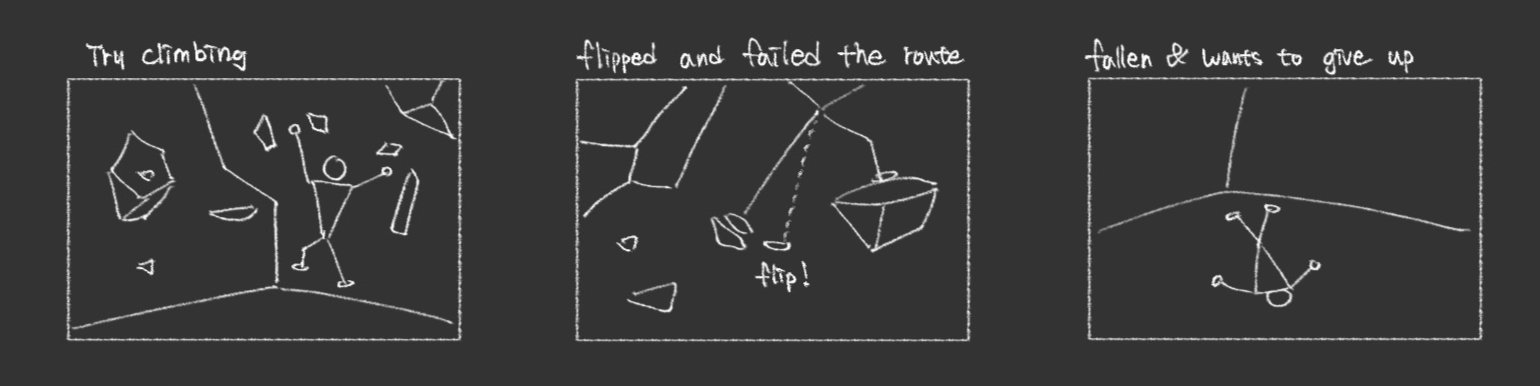 Try climbing
flipped and failed the route
fallen & wants to give up
flip!